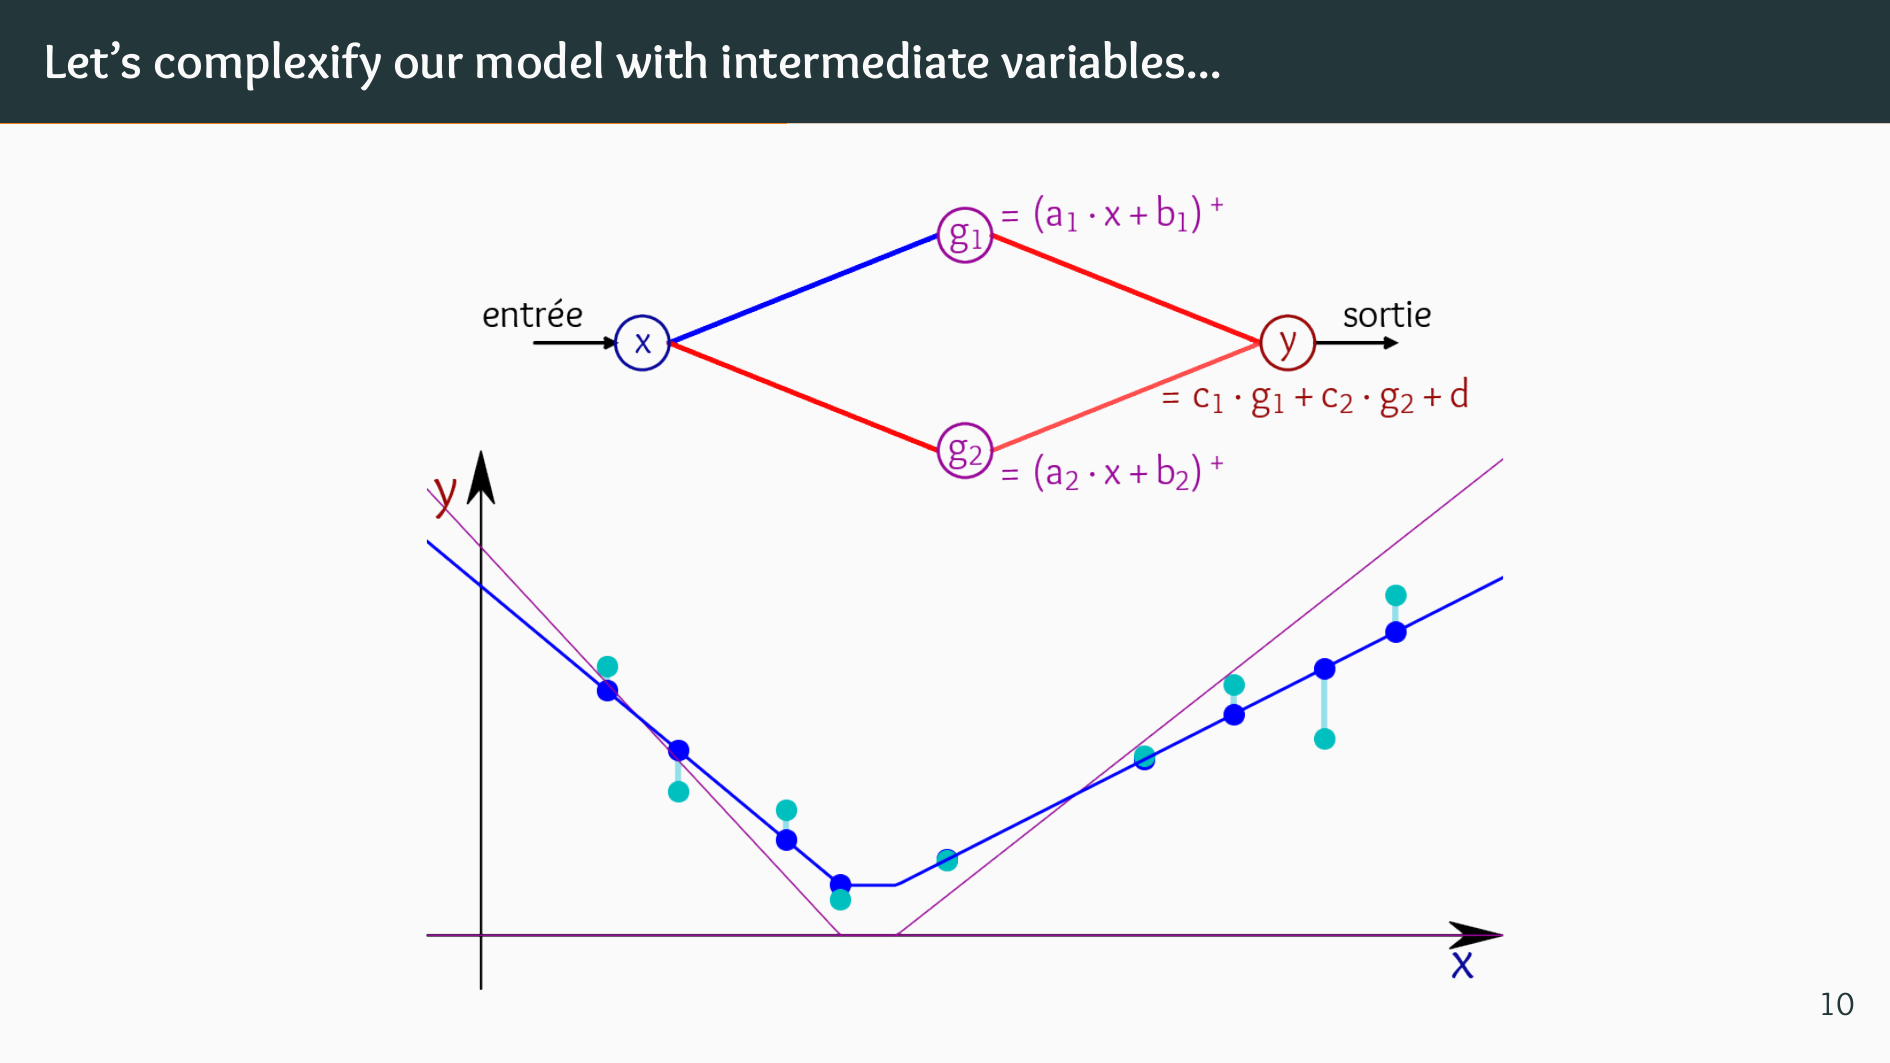 Let's complexify our model with intermediate variables...
g₁ = (a₁ · x + b₁)⁺
entrée
sortie
x
y
= c₁ · g₁ + c₂ · g₂ + d
g₂
= (a₂ · x + b₂)⁺
y
x
10